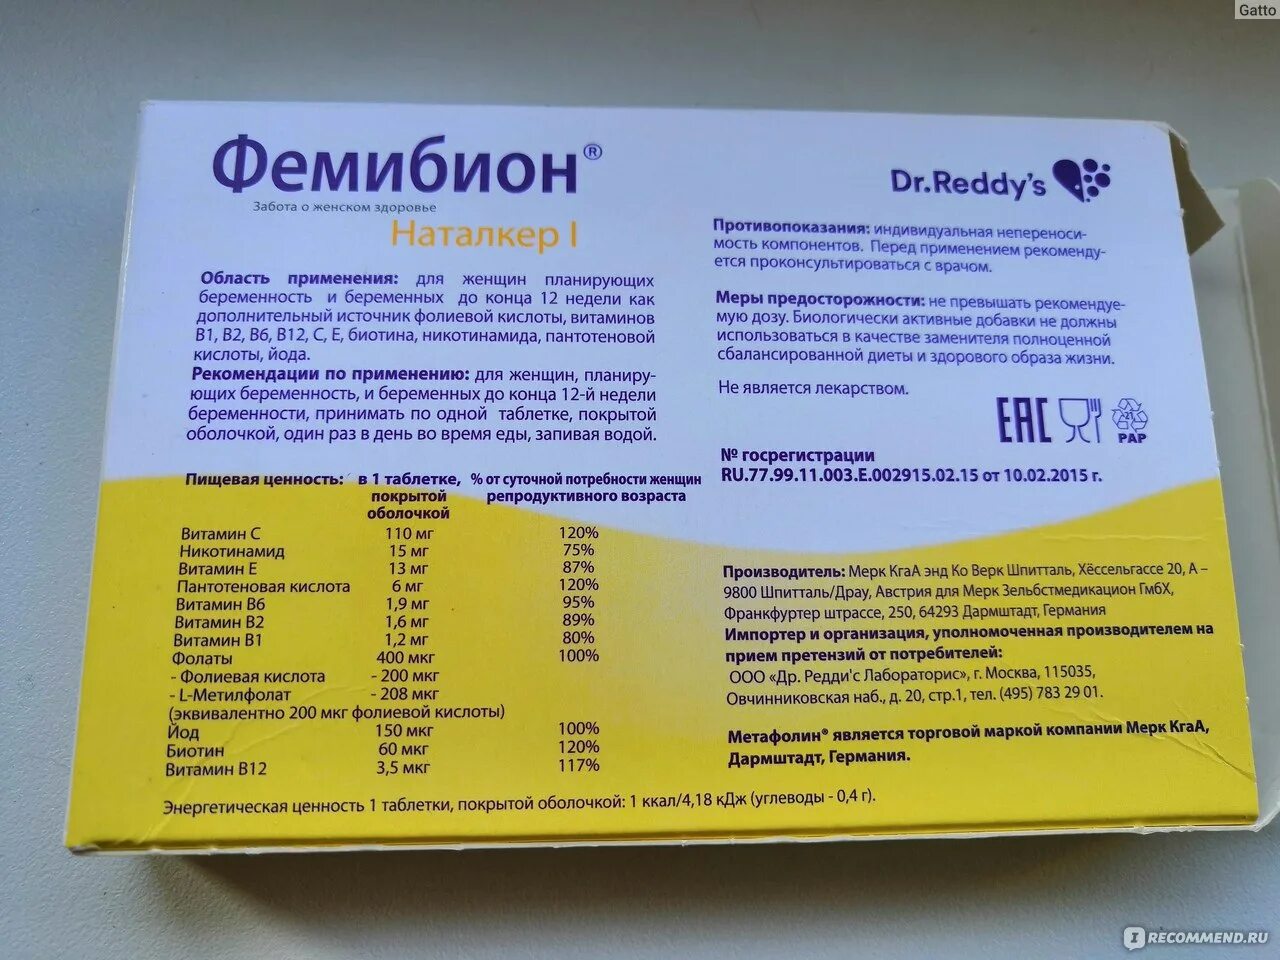 Gatto
Фемибион®
Забота о женском здоровье
Наталкер I
Область применения: для женщин планирующих
беременность и беременных до конца 12 недели как
дополнительный источник фолиевой кислоты, витаминов
В1, В2, В6, В12, С, Е, биотина, никотинамида, пантотеновой
кислоты, йода.
Рекомендации по применению: для женщин, планиру-
ющих беременность, и беременных до конца 12-й недели
беременности, принимать по одной таблетке, покрытой
оболочкой, один раз в день во время еды, запивая водой.
Пищевая ценность: в 1 таблетке, % от суточной потребности женщин
покрытой репродуктивного возраста
оболочкой
Витамин С 110 мг 120%
Никотинамид 15 мг 75%
Витамин Е 13 мг 87%
Пантотеновая кислота 6 мг 120%
Витамин В6 1,9 мг 95%
Витамин В2 1,6 мг 89%
Витамин В1 1,2 мг 80%
Фолаты 400 мкг 100%
- Фолиевая кислота - 200 мкг
- L-Метилфолат - 208 мкг
(эквивалентно 200 мкг фолиевой кислоты)
Йод 150 мкг 100%
Биотин 60 мкг 120%
Витамин В12 3,5 мкг 117%
Энергетическая ценность 1 таблетки, покрытой оболочкой: 1 ккал/4,18 кДж (углеводы - 0,4 г).
Dr.Reddy's
Противопоказания: индивидуальная непереноси-
мость компонентов. Перед применением рекоменду-
ется проконсультироваться с врачом.
Меры предосторожности: не превышать рекомендуе-
мую дозу. Биологически активные добавки не должны
использоваться в качестве заменителя полноценной
сбалансированной диеты и здорового образа жизни.
Не является лекарством.
EAC
21
PAP
№ госрегистрации
RU.77.99.11.003.Е.002915.02.15 от 10.02.2015 г.
Производитель: Мерк КгаА энд Ко Верк Шпитталь, Хёссельгассе 20, А –
9800 Шпитталь/Драу, Австрия для Мерк Зельбстмедикацион ГмбХ,
Франкфуртер штрассе, 250, 64293 Дармштадт, Германия
Импортер и организация, уполномоченная производителем на
прием претензий от потребителей:
ООО «Др. Редди'с Лабораторис», г. Москва, 115035,
Овчинниковская наб., д. 20, стр.1, тел. (495) 783 29 01.
Метафолин® является торговой маркой компании Мерк КгаА,
Дармштадт, Германия.
IRECOMMEND.RU